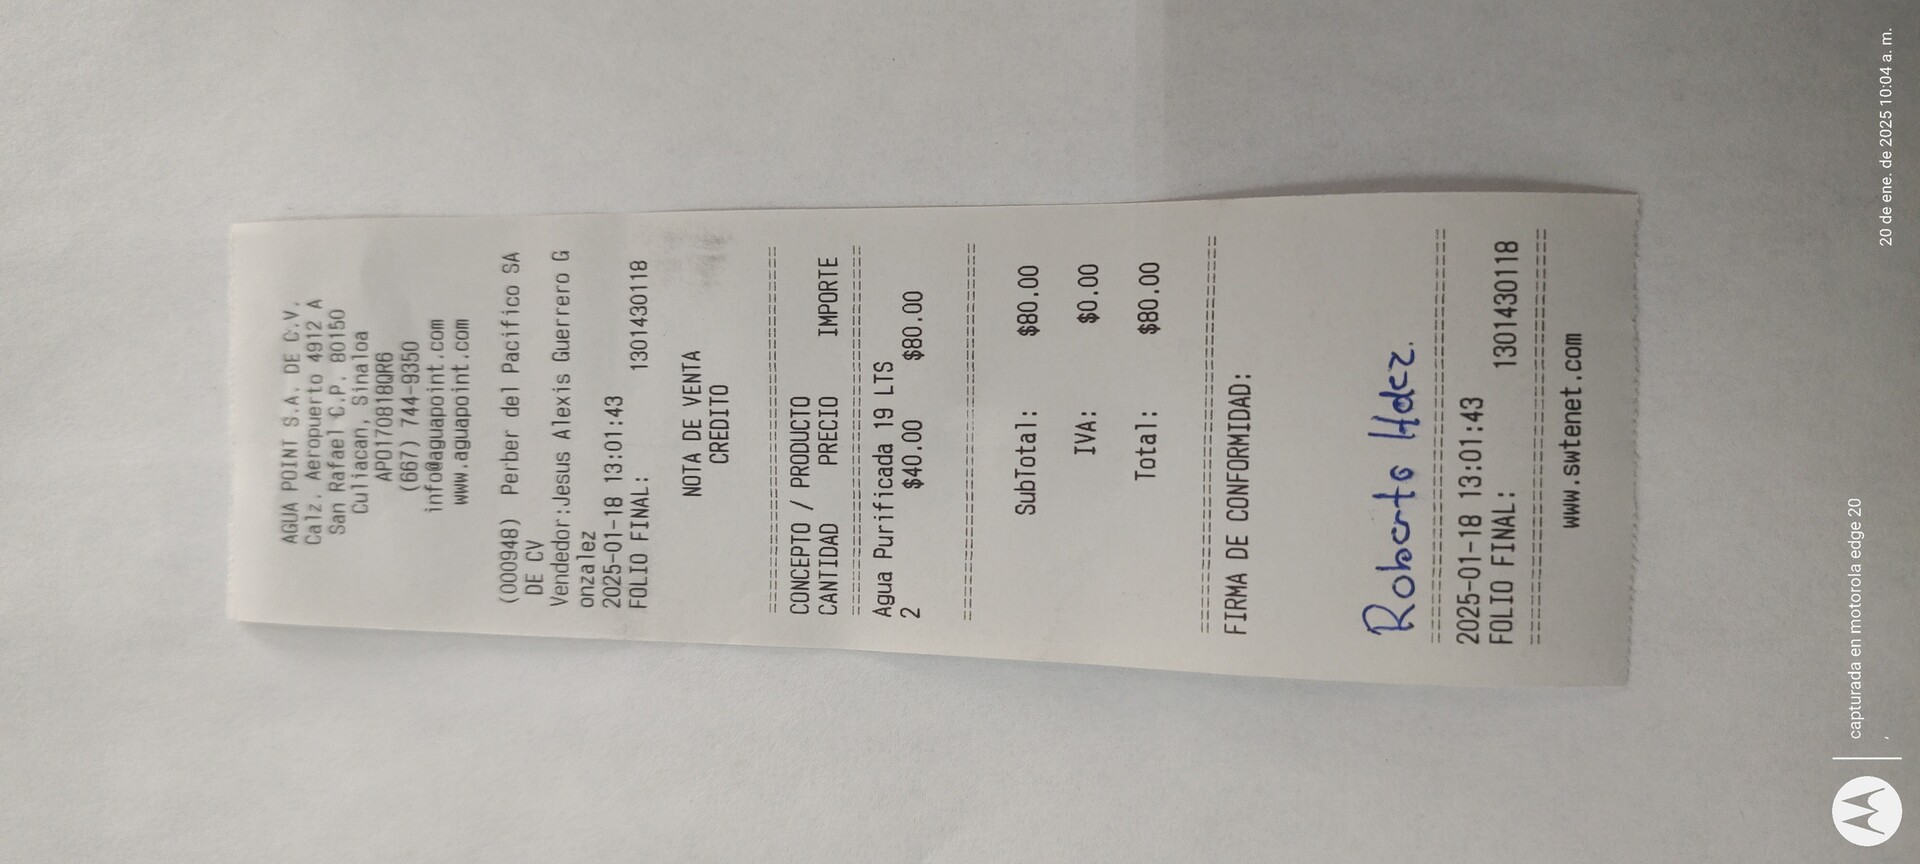 AGUA POINT S.A. DE C.V.
Calz. Aeropuerto 4912 A
San Rafael C.P. 80150
Culiacan, Sinaloa
APO170818QR6
(667) 744-9350
info@aguapoint.com
www.aguapoint.com
(000948) Perber del Pacifico SA
DE CV
Vendedor:Jesus Alexis Guerrero G
onzalez
2025-01-18 13:01:43
FOLIO FINAL: 1301430118
NOTA DE VENTA
CREDITO
================================
CONCEPTO / PRODUCTO
CANTIDAD PRECIO IMPORTE
================================
Agua Purificada 19 LTS
2 $40.00 $80.00
================================
SubTotal: $80.00
IVA: $0.00
Total: $80.00
================================
FIRMA DE CONFORMIDAD:
Roberto Hdez.
================================
2025-01-18 13:01:43
FOLIO FINAL: 1301430118
================================
www.swtenet.com
capturada en motorola edge 20
, 20 de ene. de 2025 10:04 a. m.